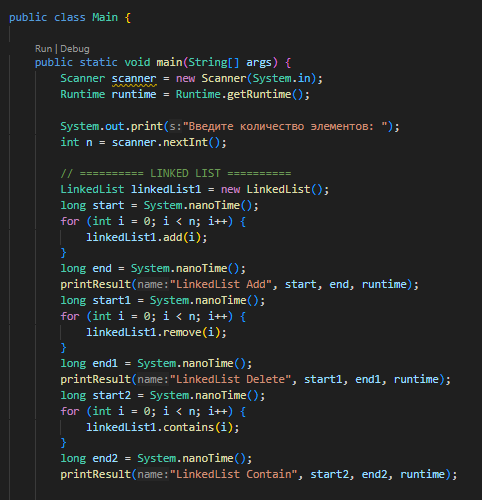 public class Main {
Run | Debug
public static void main(String[] args) {
Scanner scanner = new Scanner(System.in);
Runtime runtime = Runtime.getRuntime();
System.out.print(s:"Введите количество элементов: ");
int n = scanner.nextInt();
// ========== LINKED LIST ==========
LinkedList linkedList1 = new LinkedList();
long start = System.nanoTime();
for (int i = 0; i < n; i++) {
linkedList1.add(i);
}
long end = System.nanoTime();
printResult(name:"LinkedList Add", start, end, runtime);
long start1 = System.nanoTime();
for (int i = 0; i < n; i++) {
linkedList1.remove(i);
}
long end1 = System.nanoTime();
printResult(name:"LinkedList Delete", start1, end1, runtime);
long start2 = System.nanoTime();
for (int i = 0; i < n; i++) {
linkedList1.contains(i);
}
long end2 = System.nanoTime();
printResult(name:"LinkedList Contain", start2, end2, runtime);